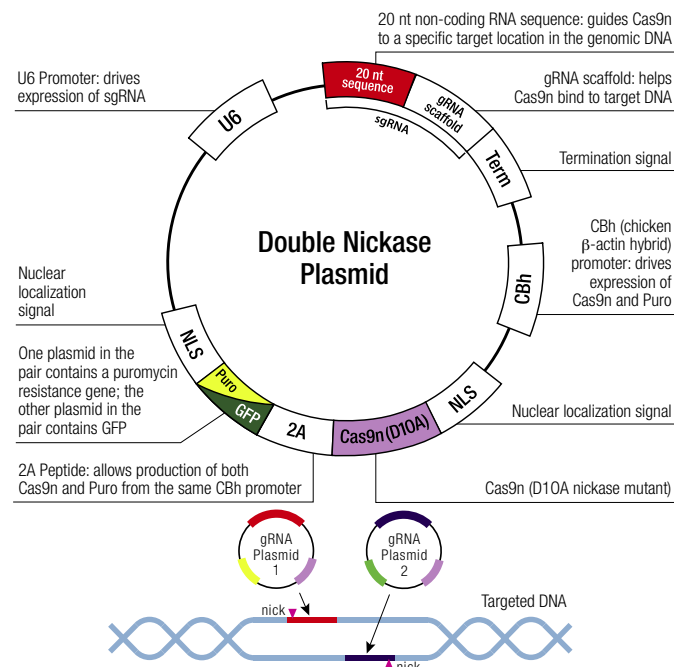 20 nt non-coding RNA sequence: guides Cas9n
to a specific target location in the genomic DNA
U6 Promoter: drives
expression of sgRNA
gRNA scaffold: helps
Cas9n bind to target DNA
20 nt
sequence
gRNA
scaffold
sgRNA
U6
Term
Termination signal
Double Nickase
Plasmid
CBh (chicken
β-actin hybrid)
promoter: drives
expression of
Cas9n and Puro
CBh
Nuclear
localization
signal
NLS
One plasmid in the
pair contains a puromycin
resistance gene; the
other plasmid in the
pair contains GFP
Puro
GFP
2A
Cas9n (D10A)
NLS
Nuclear localization signal
2A Peptide: allows production of both
Cas9n and Puro from the same CBh promoter
Cas9n (D10A nickase mutant)
gRNA
Plasmid
1
gRNA
Plasmid
2
Targeted DNA
nick
nick